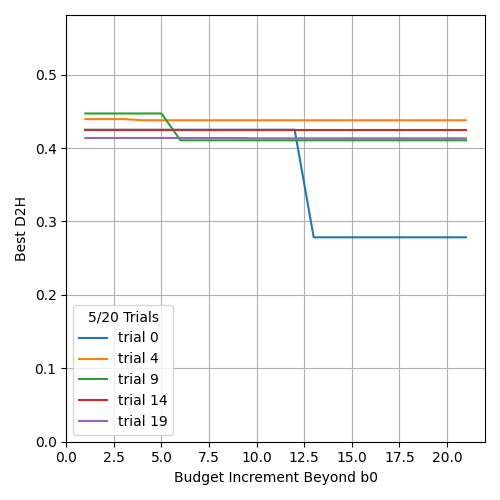 Best D2H
0.5
0.4
0.3
0.2
0.1
0.0
5/20 Trials
trial 0
trial 4
trial 9
trial 14
trial 19
0.0 2.5 5.0 7.5 10.0 12.5 15.0 17.5 20.0
Budget Increment Beyond b0